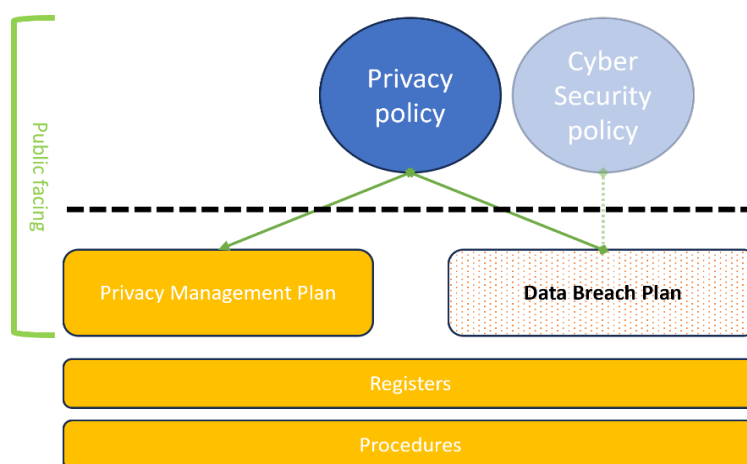 Privacy
policy
Cyber
Security
policy
Public facing
Privacy Management Plan
Data Breach Plan
Registers
Procedures